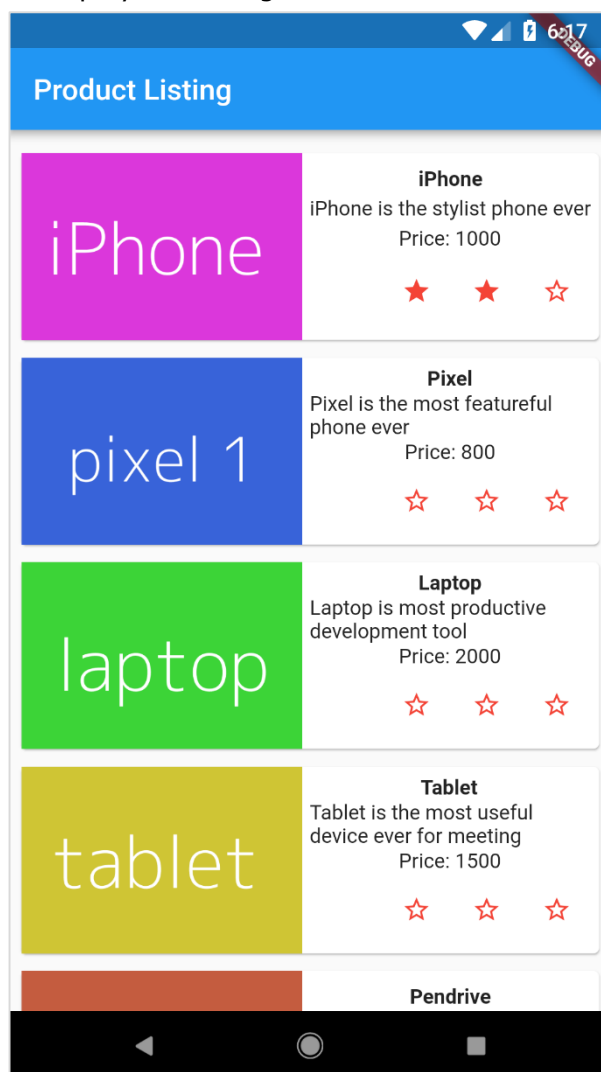 6:17
DEBUG
Product Listing
iPhone
iPhone
iPhone is the stylist phone ever
Price: 1000
pixel 1
Pixel
Pixel is the most featureful
phone ever
Price: 800
laptop
Laptop
Laptop is most productive
development tool
Price: 2000
tablet
Tablet
Tablet is the most useful
device ever for meeting
Price: 1500
Pendrive